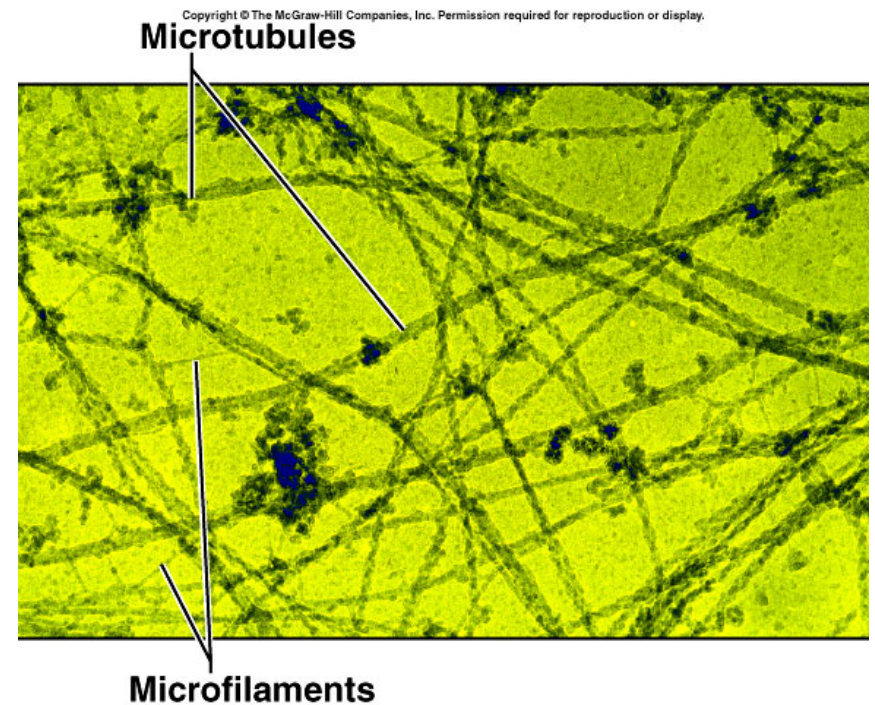 Copyright © The McGraw-Hill Companies, Inc. Permission required for reproduction or display.
Microtubules
Microfilaments